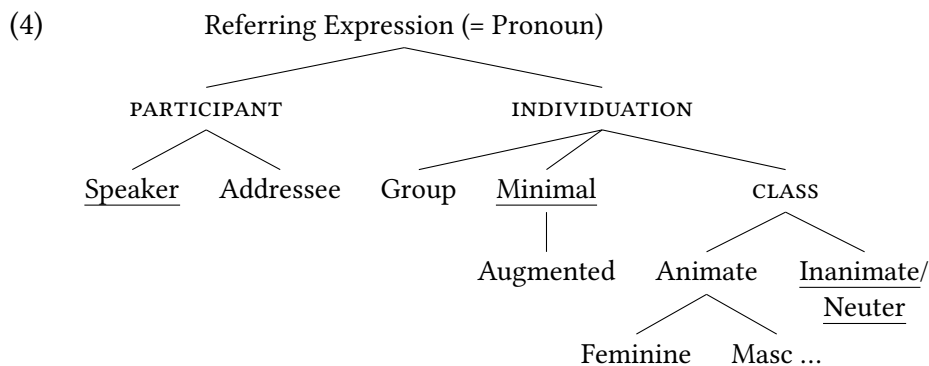 (4) Referring Expression (= Pronoun)
PARTICIPANT INDIVIDUATION
Speaker Addressee Group Minimal CLASS
Augmented Animate Inanimate/
Neuter
Feminine Masc ...